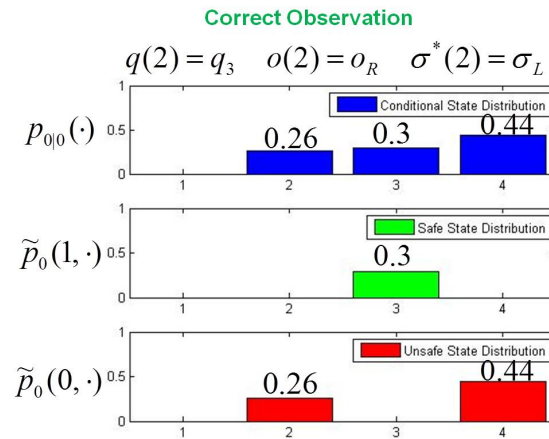 Correct Observation
q(2) = q₃ o(2) = o_R σ*(2) = σ_L
1
Conditional State Distribution
p₀|₀(·)
0.5
0.26 0.3 0.44
0
1 2 3 4
1
Safe State Distribution
p̃₀(1,·)
0.5
0.3
0
1 2 3 4
1
Unsafe State Distribution
p̃₀(0,·)
0.5
0.26 0.44
0
1 2 3 4